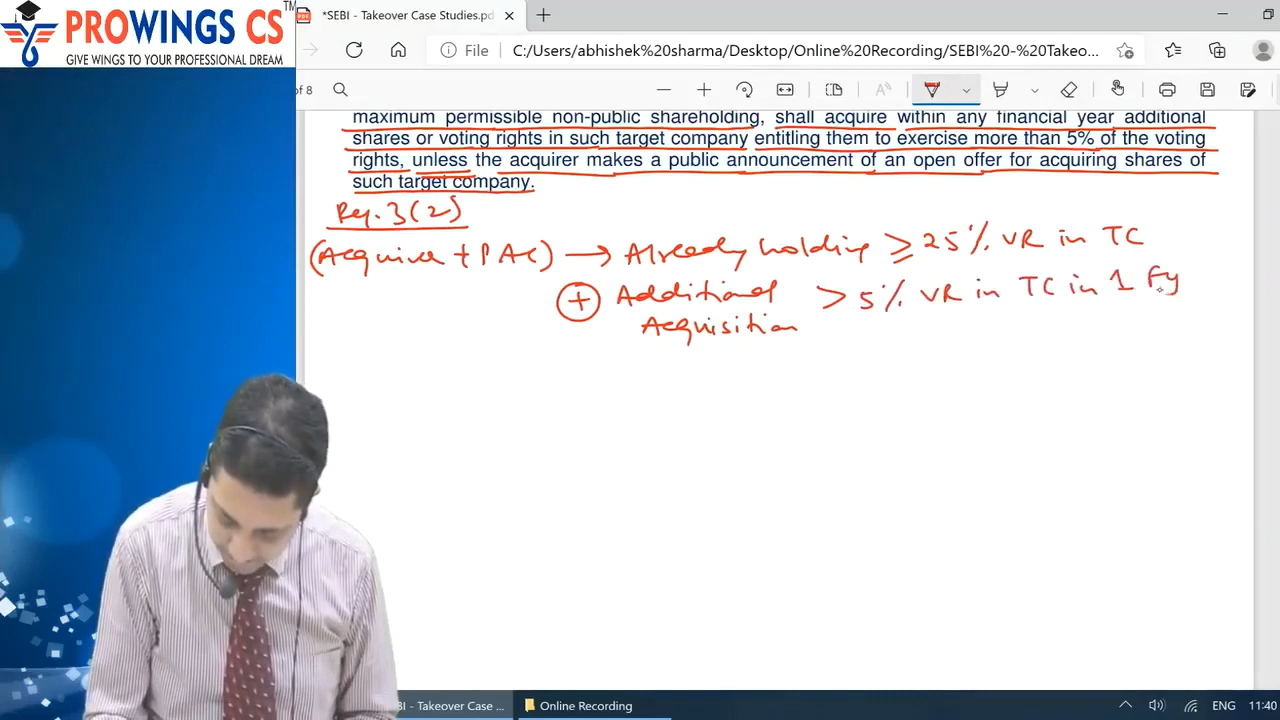 PROWINGS CS TM
GIVE WINGS TO YOUR PROFESSIONAL DREAM
*SEBI - Takeover Case Studies.pd
File C:/Users/abhishek%20sharma/Desktop/Online%20Recording/SEBI%20-%20Takeo...
of 8
maximum permissible non-public shareholding, shall acquire within any financial year additional
shares or voting rights in such target company entitling them to exercise more than 5% of the voting
rights, unless the acquirer makes a public announcement of an open offer for acquiring shares of
such target company.
Reg. 3(2)
(Acquirer + PAC) → Already holding ≥ 25% VR in TC
+ Additional > 5% VR in TC in 1 Fy
Acquisition
BI - Takeover Case ...
Online Recording
ENG
11:40